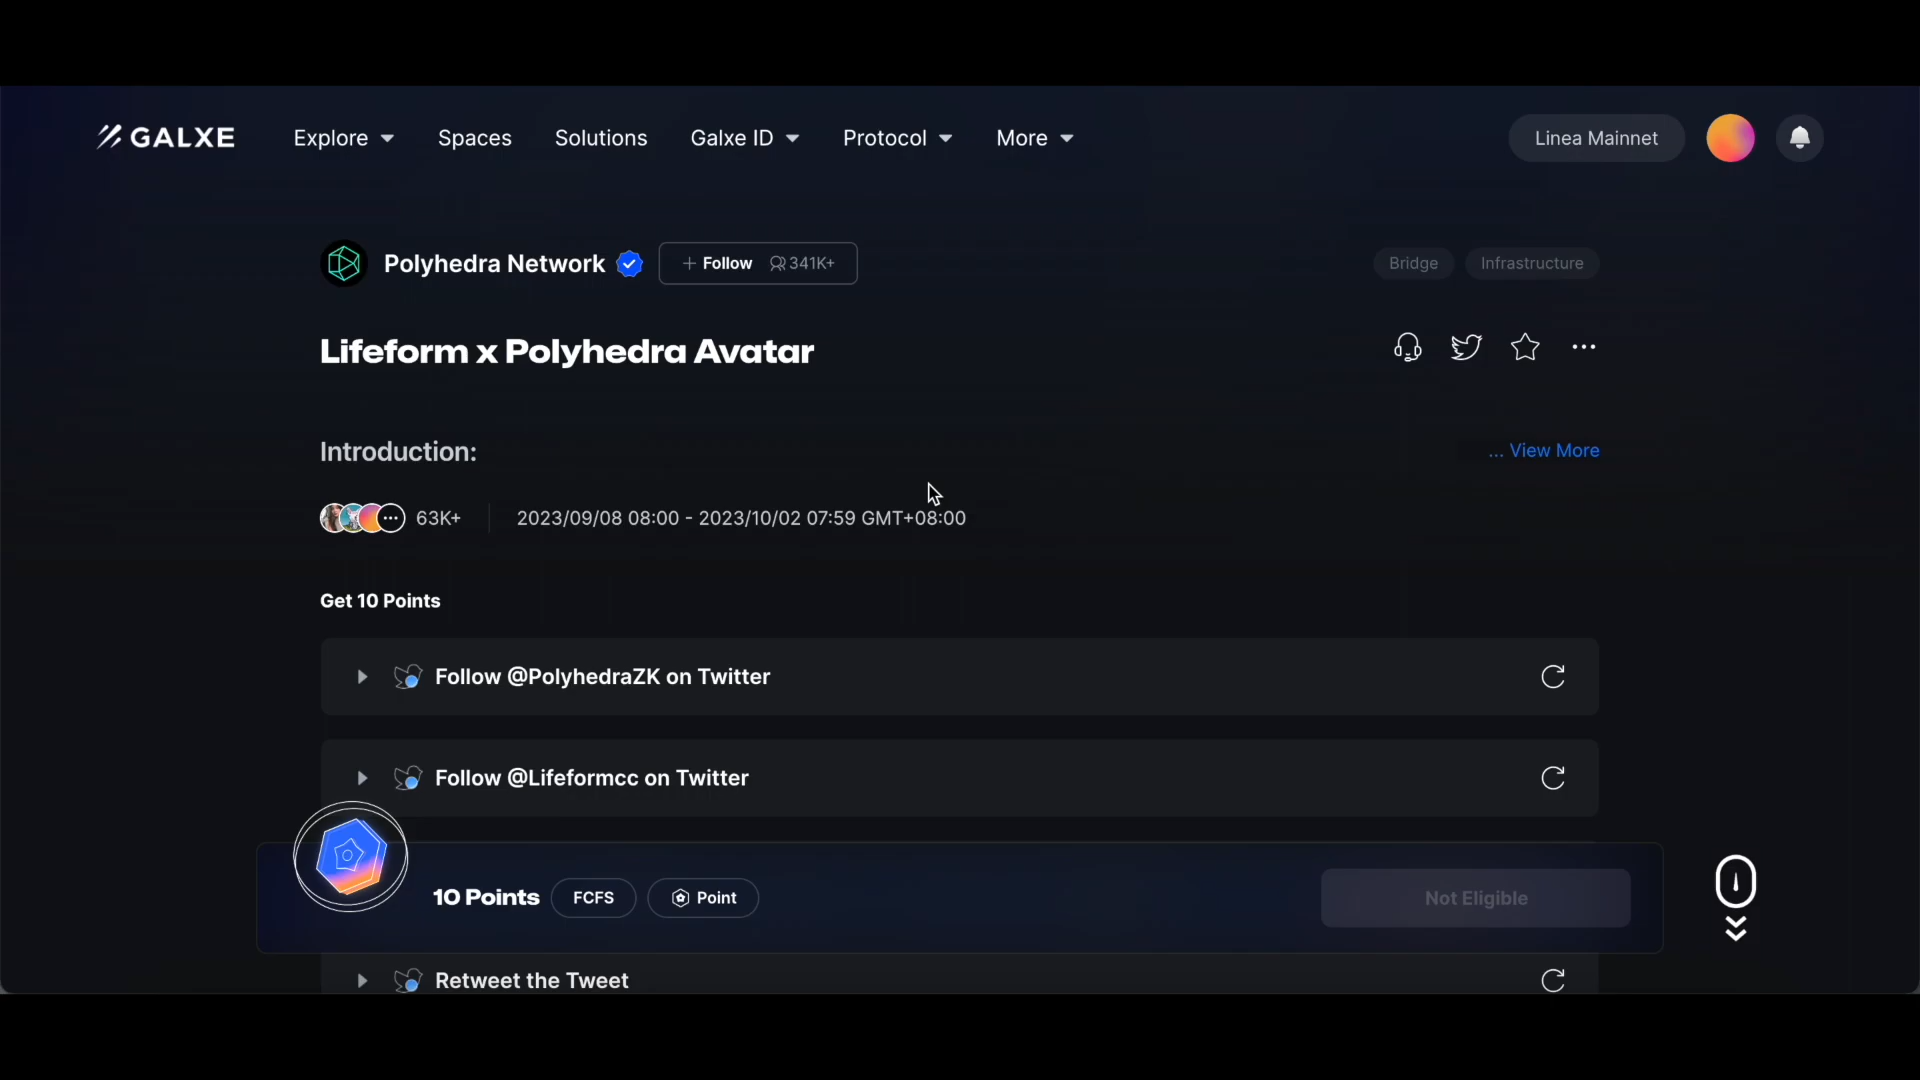 GALXE
Explore
Spaces
Solutions
Galxe ID
Protocol
More
Linea Mainnet
Polyhedra Network
+ Follow 341K+
Bridge
Infrastructure
Lifeform x Polyhedra Avatar
Introduction:
... View More
63K+
2023/09/08 08:00 - 2023/10/02 07:59 GMT+08:00
Get 10 Points
Follow @PolyhedraZK on Twitter
Follow @Lifeformcc on Twitter
10 Points
FCFS
Point
Not Eligible
Retweet the Tweet